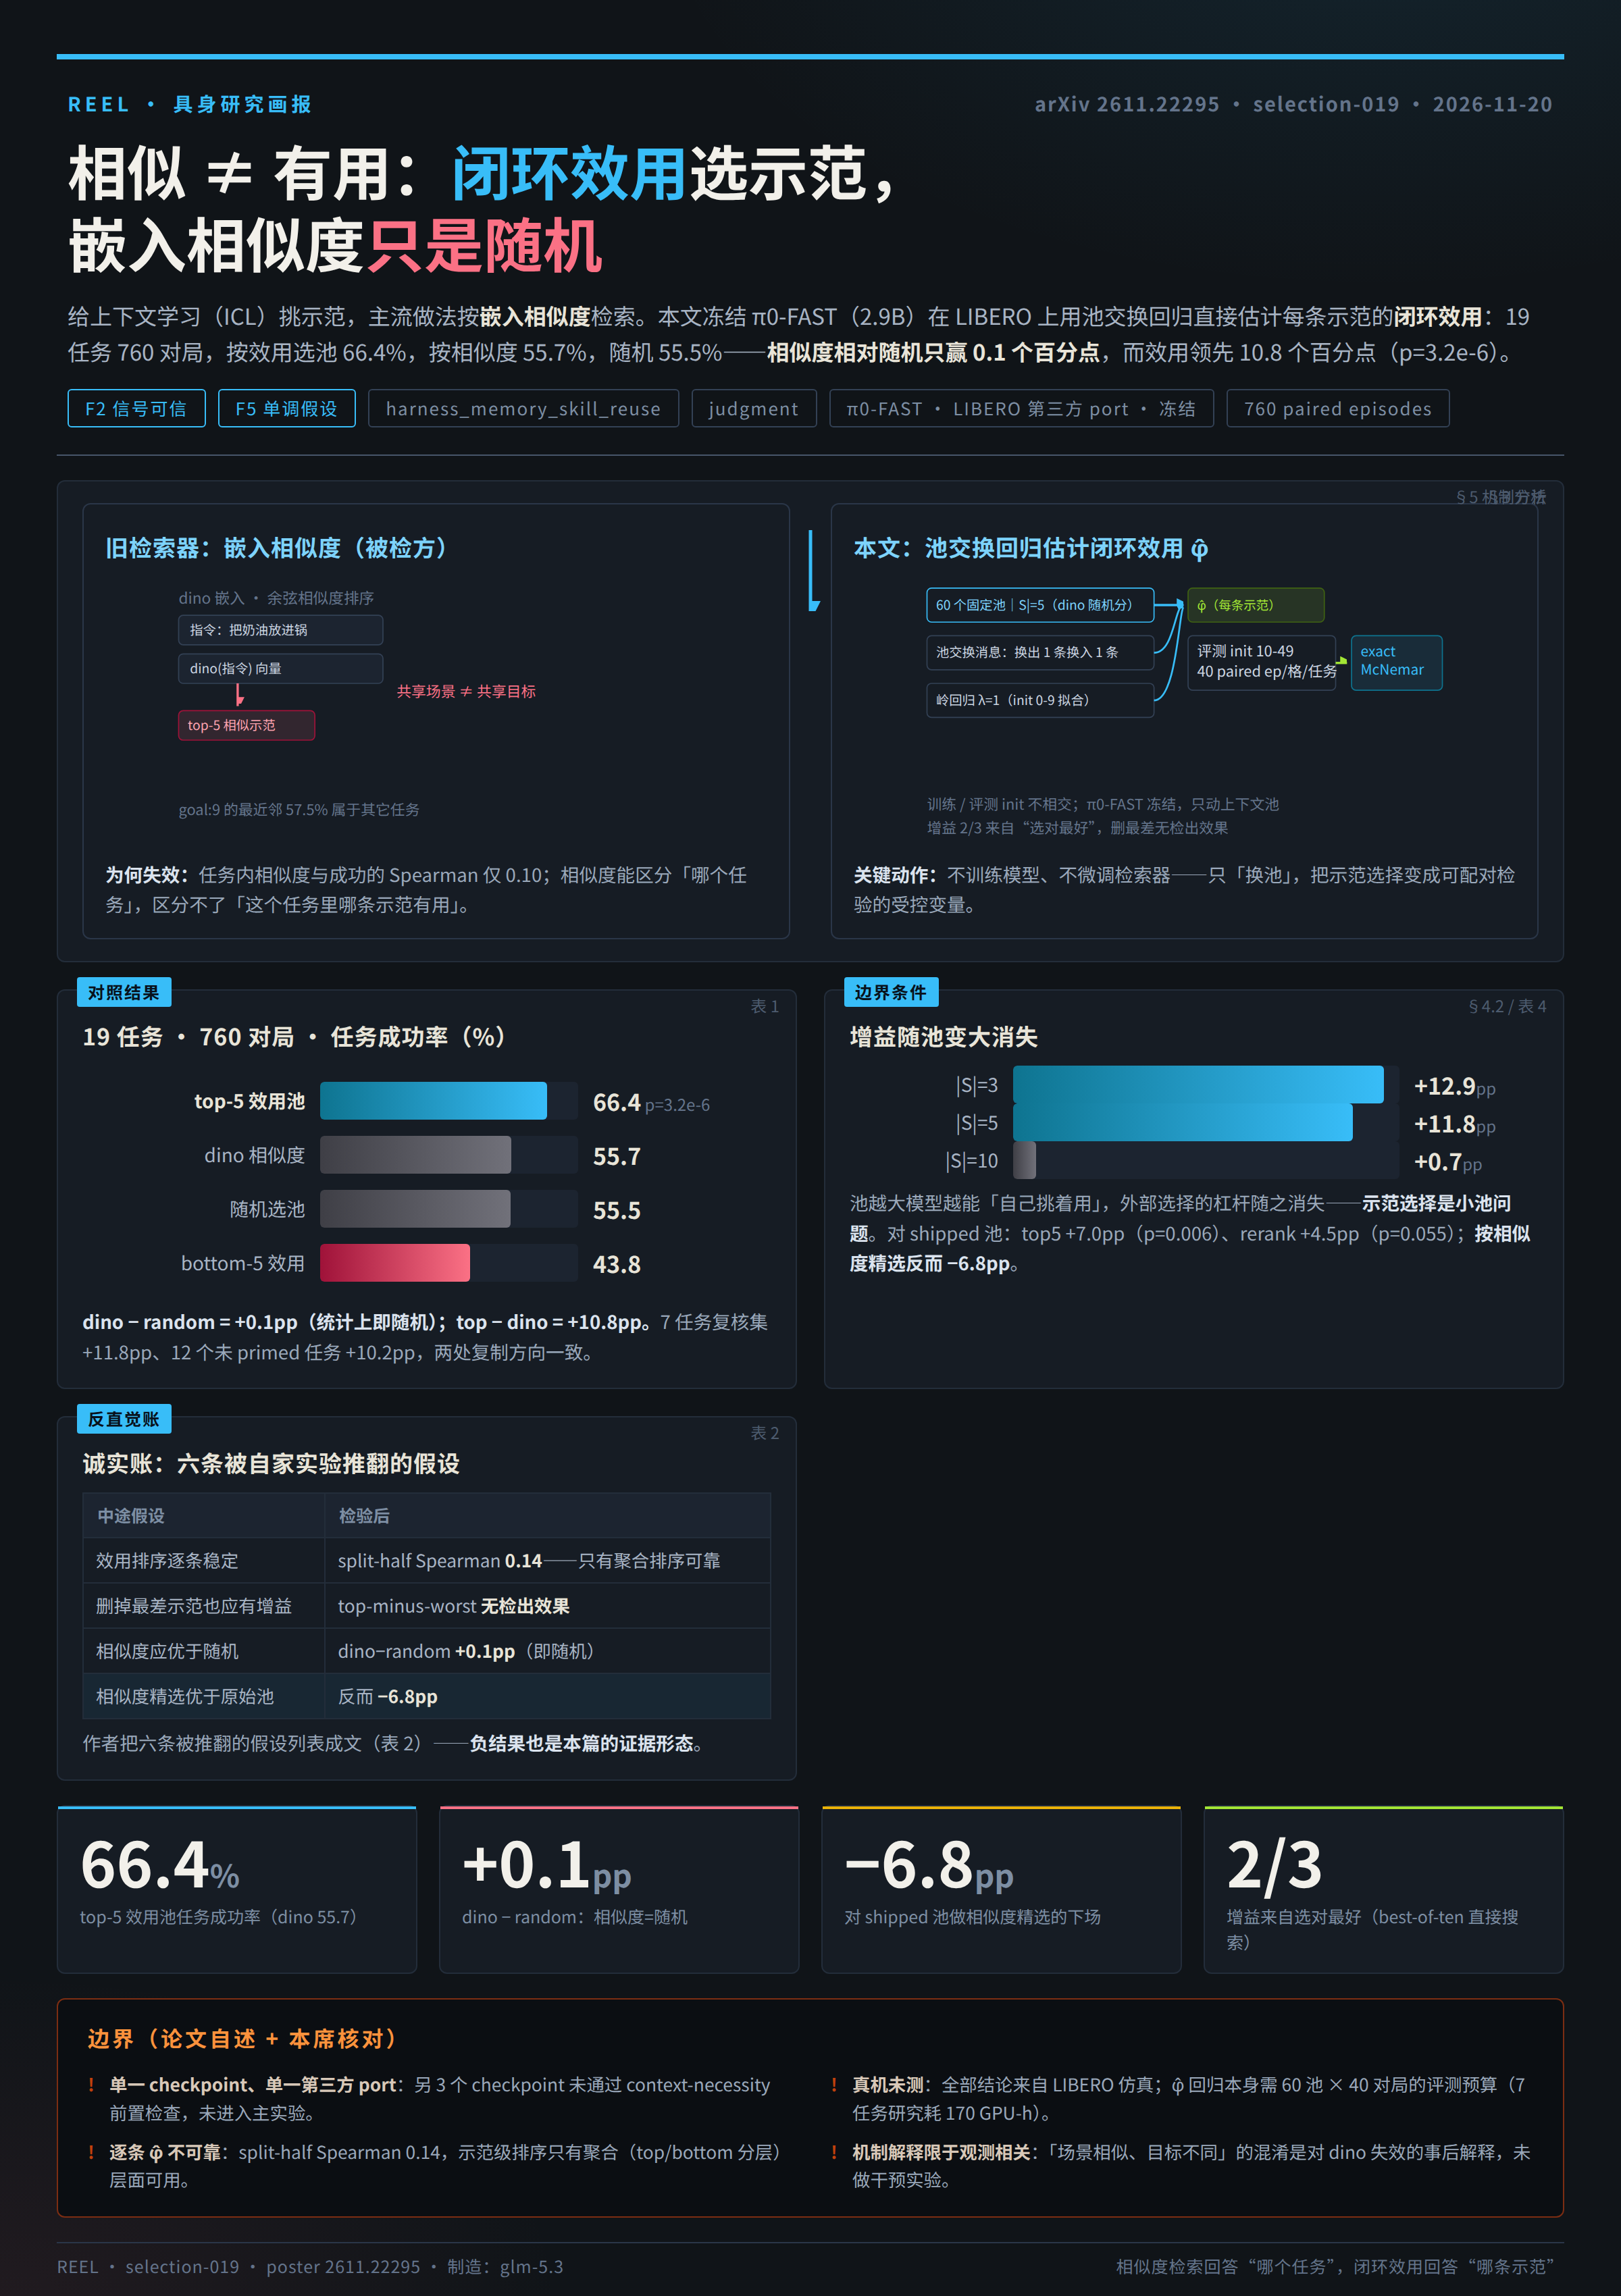 REEL • 具身研究画报
arXiv 2611.22295 • selection-019 • 2026-11-20
相似 ≠ 有用：闭环效用选示范，
嵌入相似度只是随机
给上下文学习（ICL）挑示范，主流做法按嵌入相似度检索。本文冻结 π0-FAST（2.9B）在 LIBERO 上用池交换回归直接估计每条示范的闭环效用：19
任务 760 对局，按效用选池 66.4%，按相似度 55.7%，随机 55.5%——相似度相对随机只赢 0.1 个百分点，而效用领先 10.8 个百分点（p=3.2e-6）。
F2 信号可信
F5 单调假设
harness_memory_skill_reuse
judgment
π0-FAST • LIBERO 第三方 port • 冻结
760 paired episodes
§5 机制分析
旧检索器：嵌入相似度（被检方）
dino 嵌入 • 余弦相似度排序
指令：把奶油放进锅
dino(指令) 向量
共享场景 ≠ 共享目标
top-5 相似示范
goal:9 的最近邻 57.5% 属于其它任务
为何失效：任务内相似度与成功的 Spearman 仅 0.10；相似度能区分「哪个任
务」，区分不了「这个任务里哪条示范有用」。
本文：池交换回归估计闭环效用 φ̂
60 个固定池｜S|=5（dino 随机分）
池交换消息：换出 1 条换入 1 条
岭回归 λ=1（init 0-9 拟合）
φ̂（每条示范）
评测 init 10-49
40 paired ep/格/任务
exact
McNemar
训练 / 评测 init 不相交；π0-FAST 冻结，只动上下文池
增益 2/3 来自“选对最好”，删最差无检出效果
关键动作：不训练模型、不微调检索器——只「换池」，把示范选择变成可配对检
验的受控变量。
对照结果
表 1
19 任务 • 760 对局 • 任务成功率（%）
top-5 效用池 66.4 p=3.2e-6
dino 相似度 55.7
随机选池 55.5
bottom-5 效用 43.8
dino − random = +0.1pp（统计上即随机）；top − dino = +10.8pp。7 任务复核集
+11.8pp、12 个未 primed 任务 +10.2pp，两处复制方向一致。
边界条件
§4.2 / 表 4
增益随池变大消失
|S|=3 +12.9pp
|S|=5 +11.8pp
|S|=10 +0.7pp
池越大模型越能「自己挑着用」，外部选择的杠杆随之消失——示范选择是小池问
题。对 shipped 池：top5 +7.0pp（p=0.006）、rerank +4.5pp（p=0.055）；按相似
度精选反而 −6.8pp。
反直觉账
表 2
诚实账：六条被自家实验推翻的假设
中途假设 检验后
效用排序逐条稳定 split-half Spearman 0.14——只有聚合排序可靠
删掉最差示范也应有增益 top-minus-worst 无检出效果
相似度应优于随机 dino−random +0.1pp（即随机）
相似度精选优于原始池 反而 −6.8pp
作者把六条被推翻的假设列表成文（表 2）——负结果也是本篇的证据形态。
66.4%
top-5 效用池任务成功率（dino 55.7）
+0.1pp
dino − random：相似度=随机
−6.8pp
对 shipped 池做相似度精选的下场
2/3
增益来自选对最好（best-of-ten 直接搜
索）
边界（论文自述 + 本席核对）
! 单一 checkpoint、单一第三方 port：另 3 个 checkpoint 未通过 context-necessity
前置检查，未进入主实验。
! 逐条 φ̂ 不可靠：split-half Spearman 0.14，示范级排序只有聚合（top/bottom 分层）
层面可用。
! 真机未测：全部结论来自 LIBERO 仿真；φ̂ 回归本身需 60 池 × 40 对局的评测预算（7
任务研究耗 170 GPU-h）。
! 机制解释限于观测相关：「场景相似、目标不同」的混淆是对 dino 失效的事后解释，未
做干预实验。
REEL • selection-019 • poster 2611.22295 • 制造：glm-5.3
相似度检索回答“哪个任务”，闭环效用回答“哪条示范”